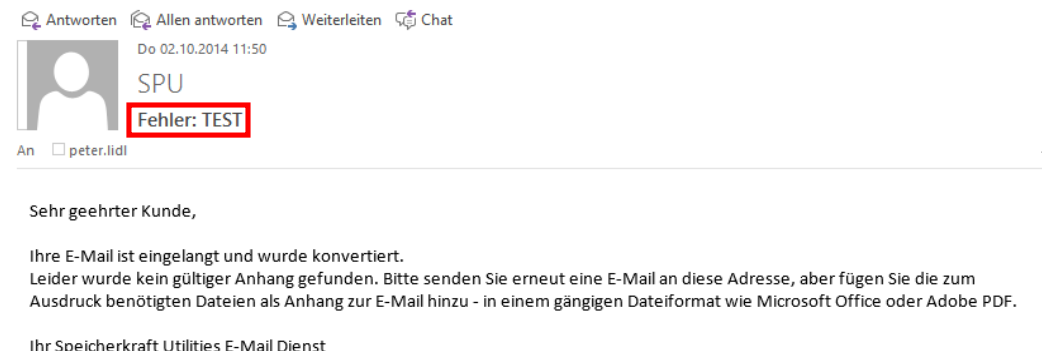 Antworten Allen antworten Weiterleiten Chat
Do 02.10.2014 11:50
SPU
Fehler: TEST
An peter.lidl
Sehr geehrter Kunde,
Ihre E-Mail ist eingelangt und wurde konvertiert.
Leider wurde kein gültiger Anhang gefunden. Bitte senden Sie erneut eine E-Mail an diese Adresse, aber fügen Sie die zum
Ausdruck benötigten Dateien als Anhang zur E-Mail hinzu - in einem gängigen Dateiformat wie Microsoft Office oder Adobe PDF.
Ihr Speicherkraft Utilities E-Mail Dienst